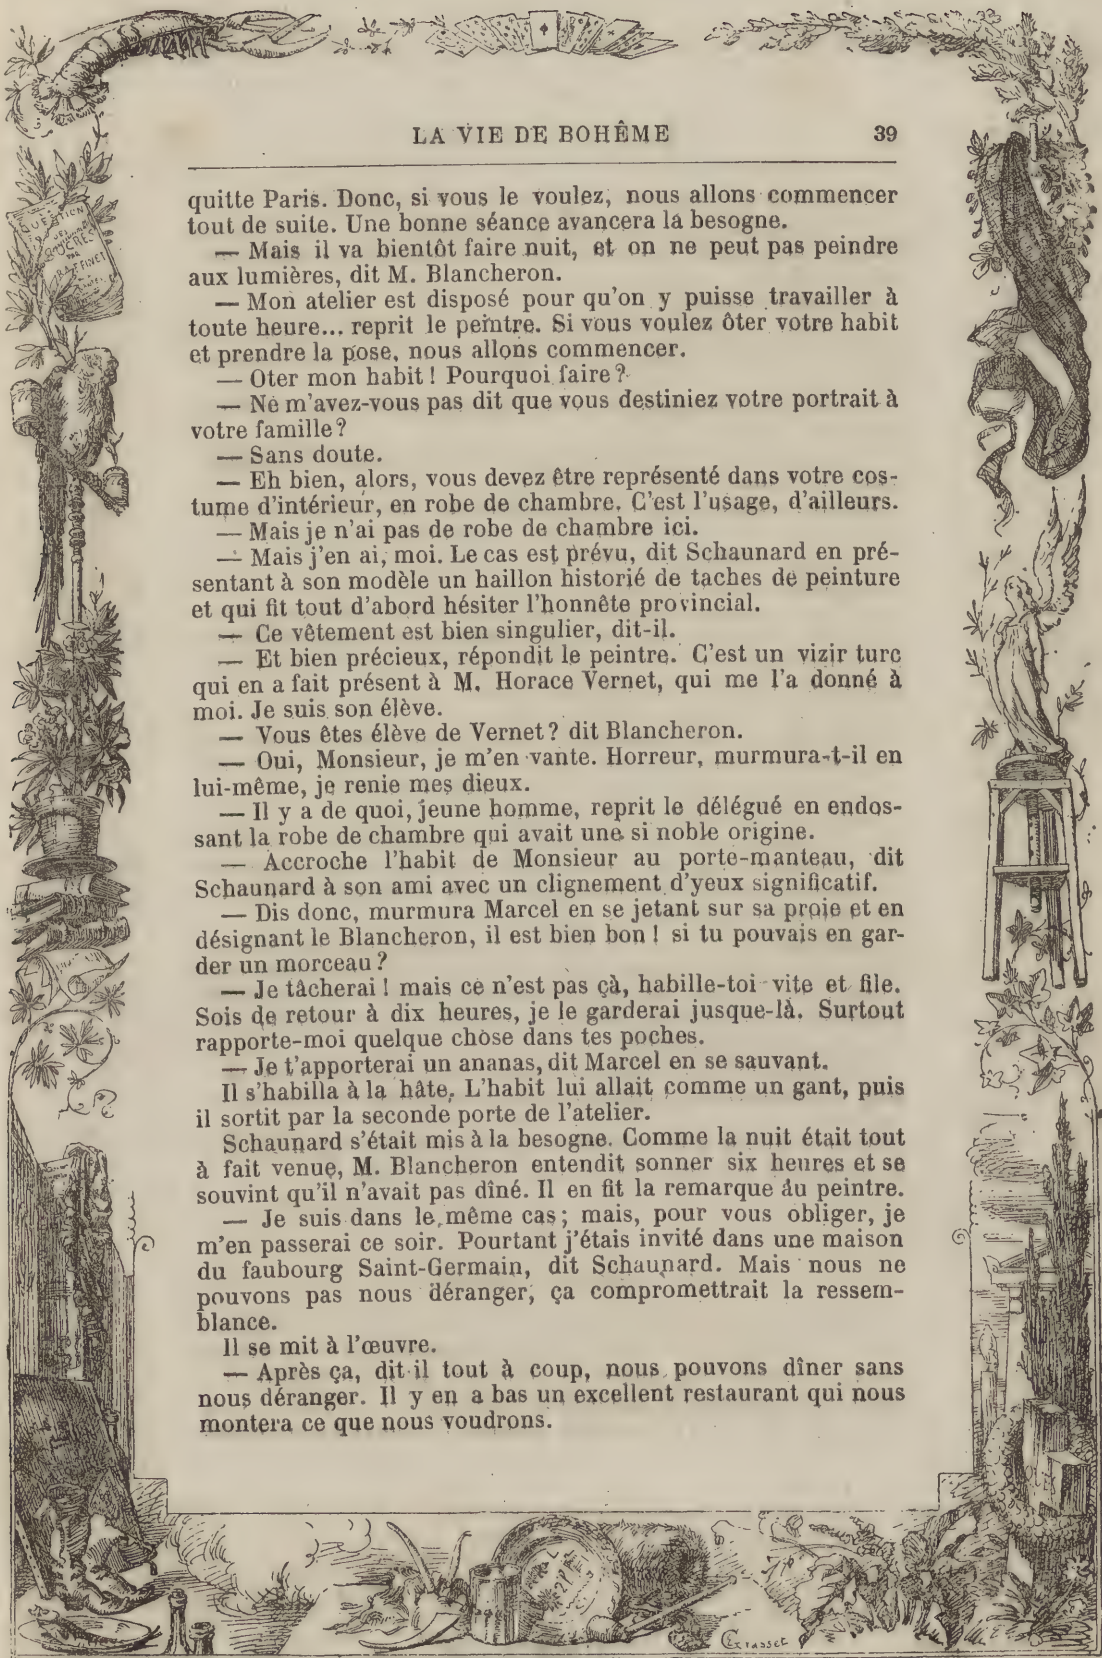 LA VIE DE BOHÊME 39
quitte Paris. Donc, si vous le voulez, nous allons commencer
tout de suite. Une bonne séance avancera la besogne.
— Mais il va bientôt faire nuit, et on ne peut pas peindre
aux lumières, dit M. Blancheron.
— Mon atelier est disposé pour qu'on y puisse travailler à
toute heure... reprit le peintre. Si vous voulez ôter votre habit
et prendre la pose, nous allons commencer.
— Oter mon habit ! Pourquoi faire ?
— Ne m'avez-vous pas dit que vous destiniez votre portrait à
votre famille ?
— Sans doute.
— Eh bien, alors, vous devez être représenté dans votre cos-
tume d'intérieur, en robe de chambre. C'est l'usage, d'ailleurs.
— Mais je n'ai pas de robe de chambre ici.
— Mais j'en ai, moi. Le cas est prévu, dit Schaunard en pré-
sentant à son modèle un haillon historié de taches de peinture
et qui fit tout d'abord hésiter l'honnête provincial.
— Ce vêtement est bien singulier, dit-il.
— Et bien précieux, répondit le peintre. C'est un vizir turc
qui en a fait présent à M. Horace Vernet, qui me l'a donné à
moi. Je suis son élève.
— Vous êtes élève de Vernet ? dit Blancheron.
— Oui, Monsieur, je m'en vante. Horreur, murmura-t-il en
lui-même, je renie mes dieux.
— Il y a de quoi, jeune homme, reprit le délégué en endos-
sant la robe de chambre qui avait une si noble origine.
— Accroche l'habit de Monsieur au porte-manteau, dit
Schaunard à son ami avec un clignement d'yeux significatif.
— Dis donc, murmura Marcel en se jetant sur sa proie et en
désignant le Blancheron, il est bien bon ! si tu pouvais en gar-
der un morceau ?
— Je tâcherai ! mais ce n'est pas çà, habille-toi vite et file.
Sois de retour à dix heures, je le garderai jusque-là. Surtout
rapporte-moi quelque chose dans tes poches.
— Je t'apporterai un ananas, dit Marcel en se sauvant.
Il s'habilla à la hâte. L'habit lui allait comme un gant, puis
il sortit par la seconde porte de l'atelier.
Schaunard s'était mis à la besogne. Comme la nuit était tout
à fait venue, M. Blancheron entendit sonner six heures et se
souvint qu'il n'avait pas dîné. Il en fit la remarque au peintre.
— Je suis dans le même cas ; mais, pour vous obliger, je
m'en passerai ce soir. Pourtant j'étais invité dans une maison
du faubourg Saint-Germain, dit Schaunard. Mais nous ne
pouvons pas nous déranger, ça compromettrait la ressem-
blance.
Il se mit à l'œuvre.
— Après ça, dit-il tout à coup, nous pouvons dîner sans
nous déranger. Il y en a bas un excellent restaurant qui nous
montera ce que nous voudrons.
QUESTION
PAR
Grasset